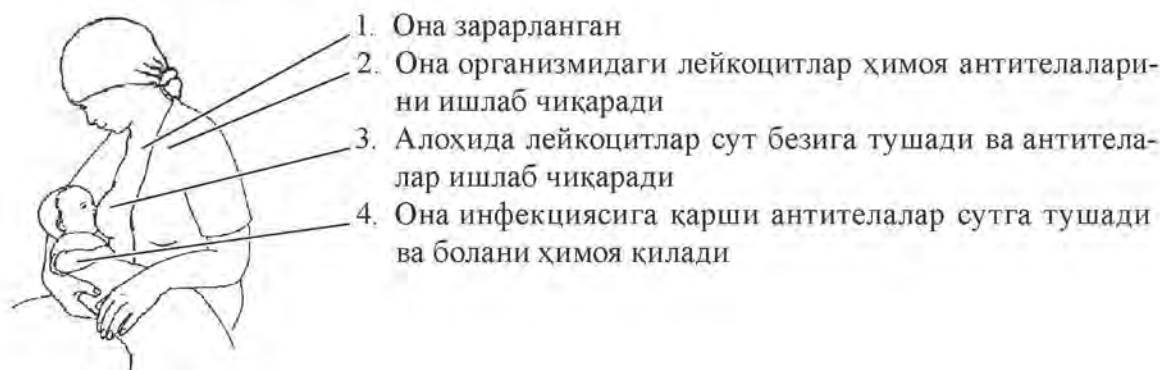 1. Она зарарланган
2. Она организмидаги лейкоцитлар ҳимоя антителалари-
ни ишлаб чиқаради
3. Алоҳида лейкоцитлар сут безига тушади ва антитела-
лар ишлаб чиқаради
4. Она инфекциясига қарши антителалар сутга тушади
ва болани ҳимоя қилади